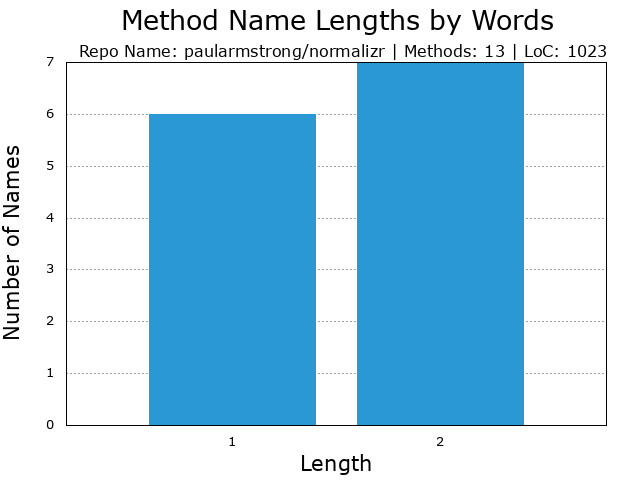 Method Name Lengths by Words
Repo Name: paularmstrong/normalizr | Methods: 13 | LoC: 1023
Number of Names
7
6
5
4
3
2
1
0
1 2
Length